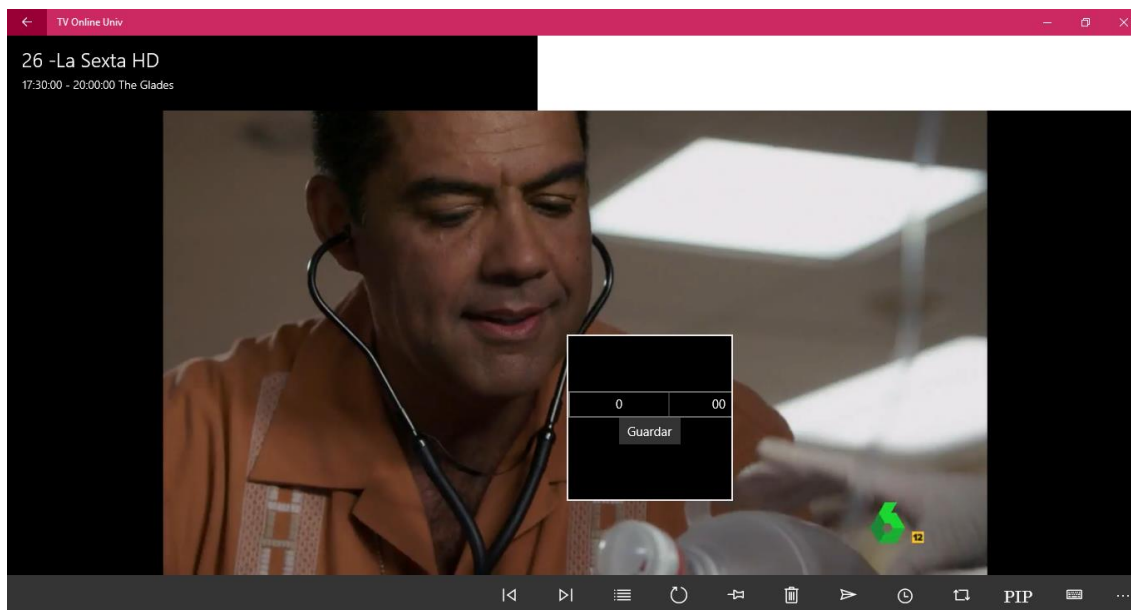 TV Online Univ
26 -La Sexta HD
17:30:00 - 20:00:00 The Glades
0 00
Guardar
12
PIP